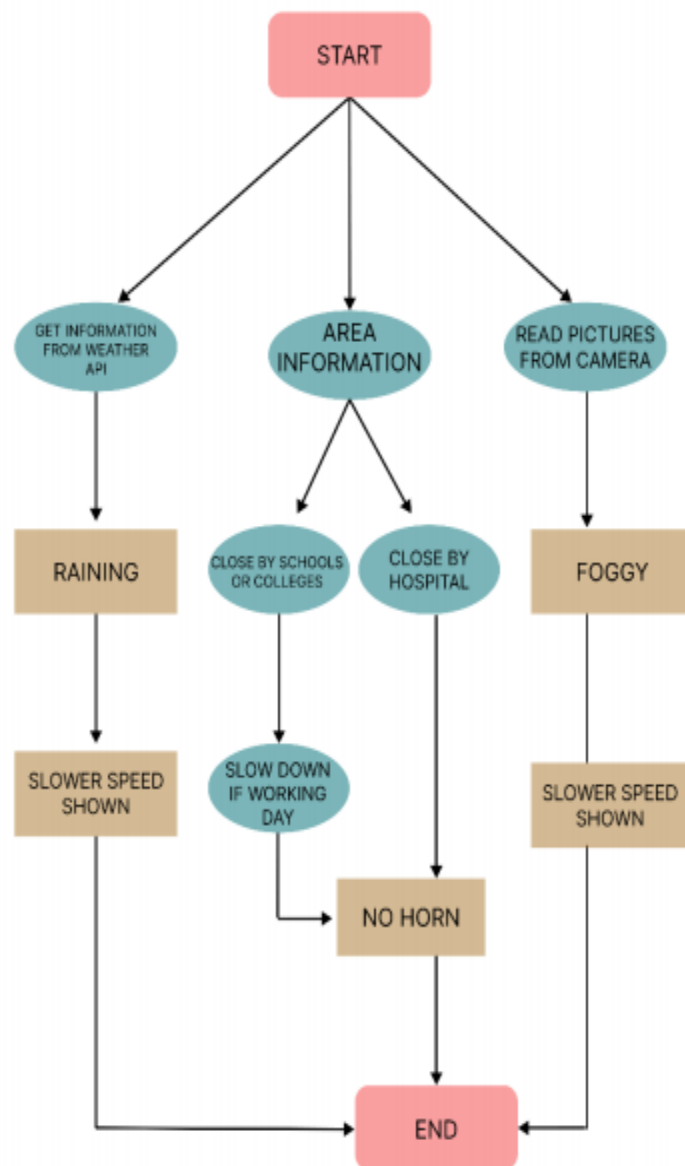 START
GET INFORMATION
FROM WEATHER
API
AREA
INFORMATION
READ PICTURES
FROM CAMERA
RAINING
CLOSE BY SCHOOLS
OR COLLEGES
CLOSE BY
HOSPITAL
FOGGY
SLOWER SPEED
SHOWN
SLOW DOWN
IF WORKING
DAY
SLOWER SPEED
SHOWN
NO HORN
END